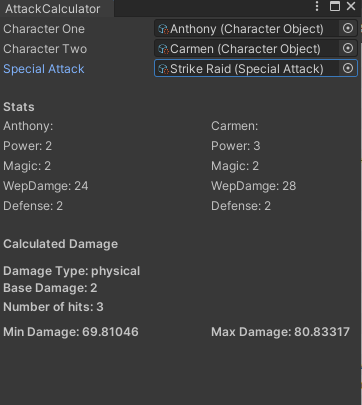 AttackCalculator
Character One Anthony (Character Object)
Character Two Carmen (Character Object)
Special Attack Strike Raid (Special Attack)
Stats
Anthony: Carmen:
Power: 2 Power: 3
Magic: 2 Magic: 2
WepDamge: 24 WepDamge: 28
Defense: 2 Defense: 2
Calculated Damage
Damage Type: physical
Base Damage: 2
Number of hits: 3
Min Damage: 69.81046 Max Damage: 80.83317